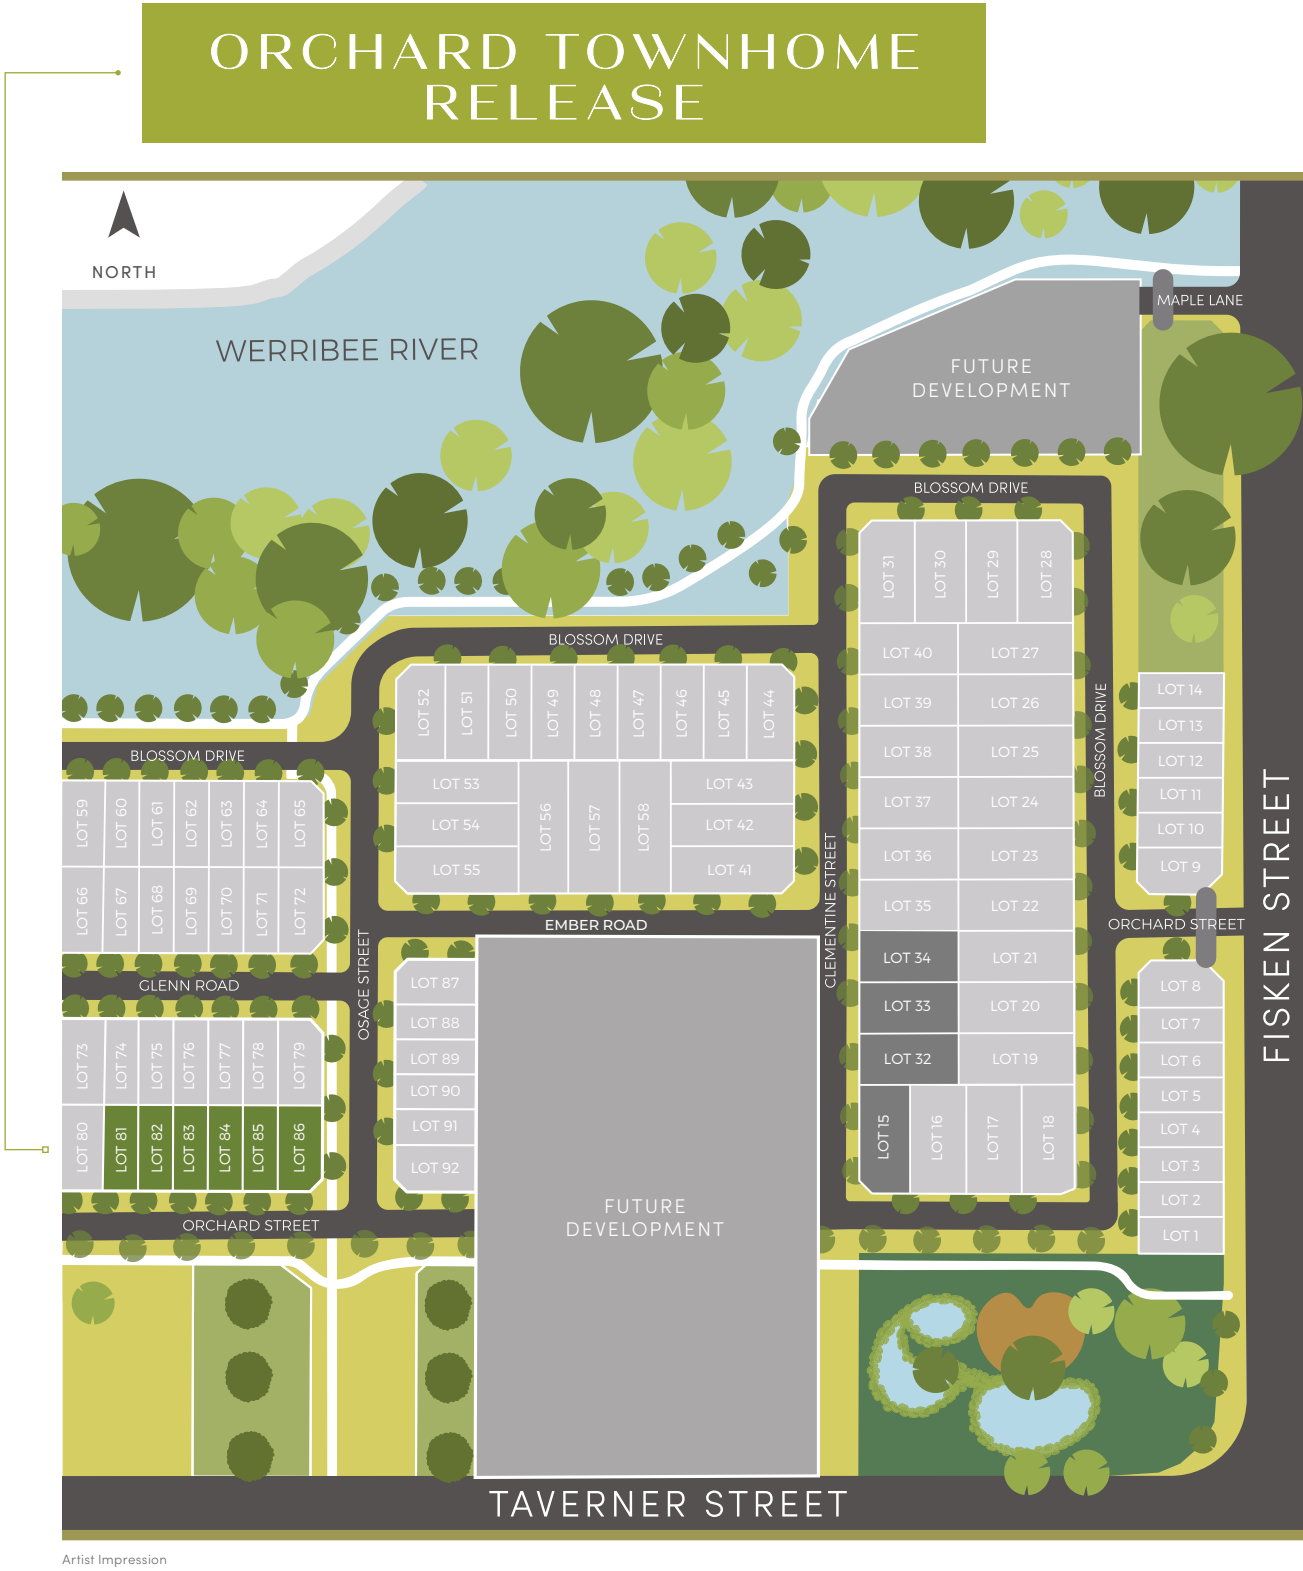 ORCHARD TOWNHOME
RELEASE
NORTH
WERRIBEE RIVER
MAPLE LANE
FUTURE
DEVELOPMENT
BLOSSOM DRIVE
LOT 31
LOT 30
LOT 29
LOT 28
LOT 40
LOT 27
LOT 39
LOT 26
LOT 38
LOT 25
LOT 37
LOT 24
LOT 36
LOT 23
LOT 35
LOT 22
LOT 34
LOT 21
LOT 33
LOT 20
LOT 32
LOT 19
LOT 15
LOT 16
LOT 17
LOT 18
BLOSSOM DRIVE
CLEMENTINE STREET
LOT 14
LOT 13
LOT 12
LOT 11
LOT 10
LOT 9
ORCHARD STREET
LOT 8
LOT 7
LOT 6
LOT 5
LOT 4
LOT 3
LOT 2
LOT 1
FISKEN STREET
BLOSSOM DRIVE
LOT 52
LOT 51
LOT 50
LOT 49
LOT 48
LOT 47
LOT 46
LOT 45
LOT 44
LOT 53
LOT 54
LOT 55
LOT 56
LOT 57
LOT 58
LOT 43
LOT 42
LOT 41
EMBER ROAD
BLOSSOM DRIVE
LOT 59
LOT 60
LOT 61
LOT 62
LOT 63
LOT 64
LOT 65
LOT 66
LOT 67
LOT 68
LOT 69
LOT 70
LOT 71
LOT 72
GLENN ROAD
OSAGE STREET
LOT 73
LOT 74
LOT 75
LOT 76
LOT 77
LOT 78
LOT 79
LOT 80
LOT 81
LOT 82
LOT 83
LOT 84
LOT 85
LOT 86
LOT 87
LOT 88
LOT 89
LOT 90
LOT 91
LOT 92
ORCHARD STREET
FUTURE
DEVELOPMENT
TAVERNER STREET
Artist Impression